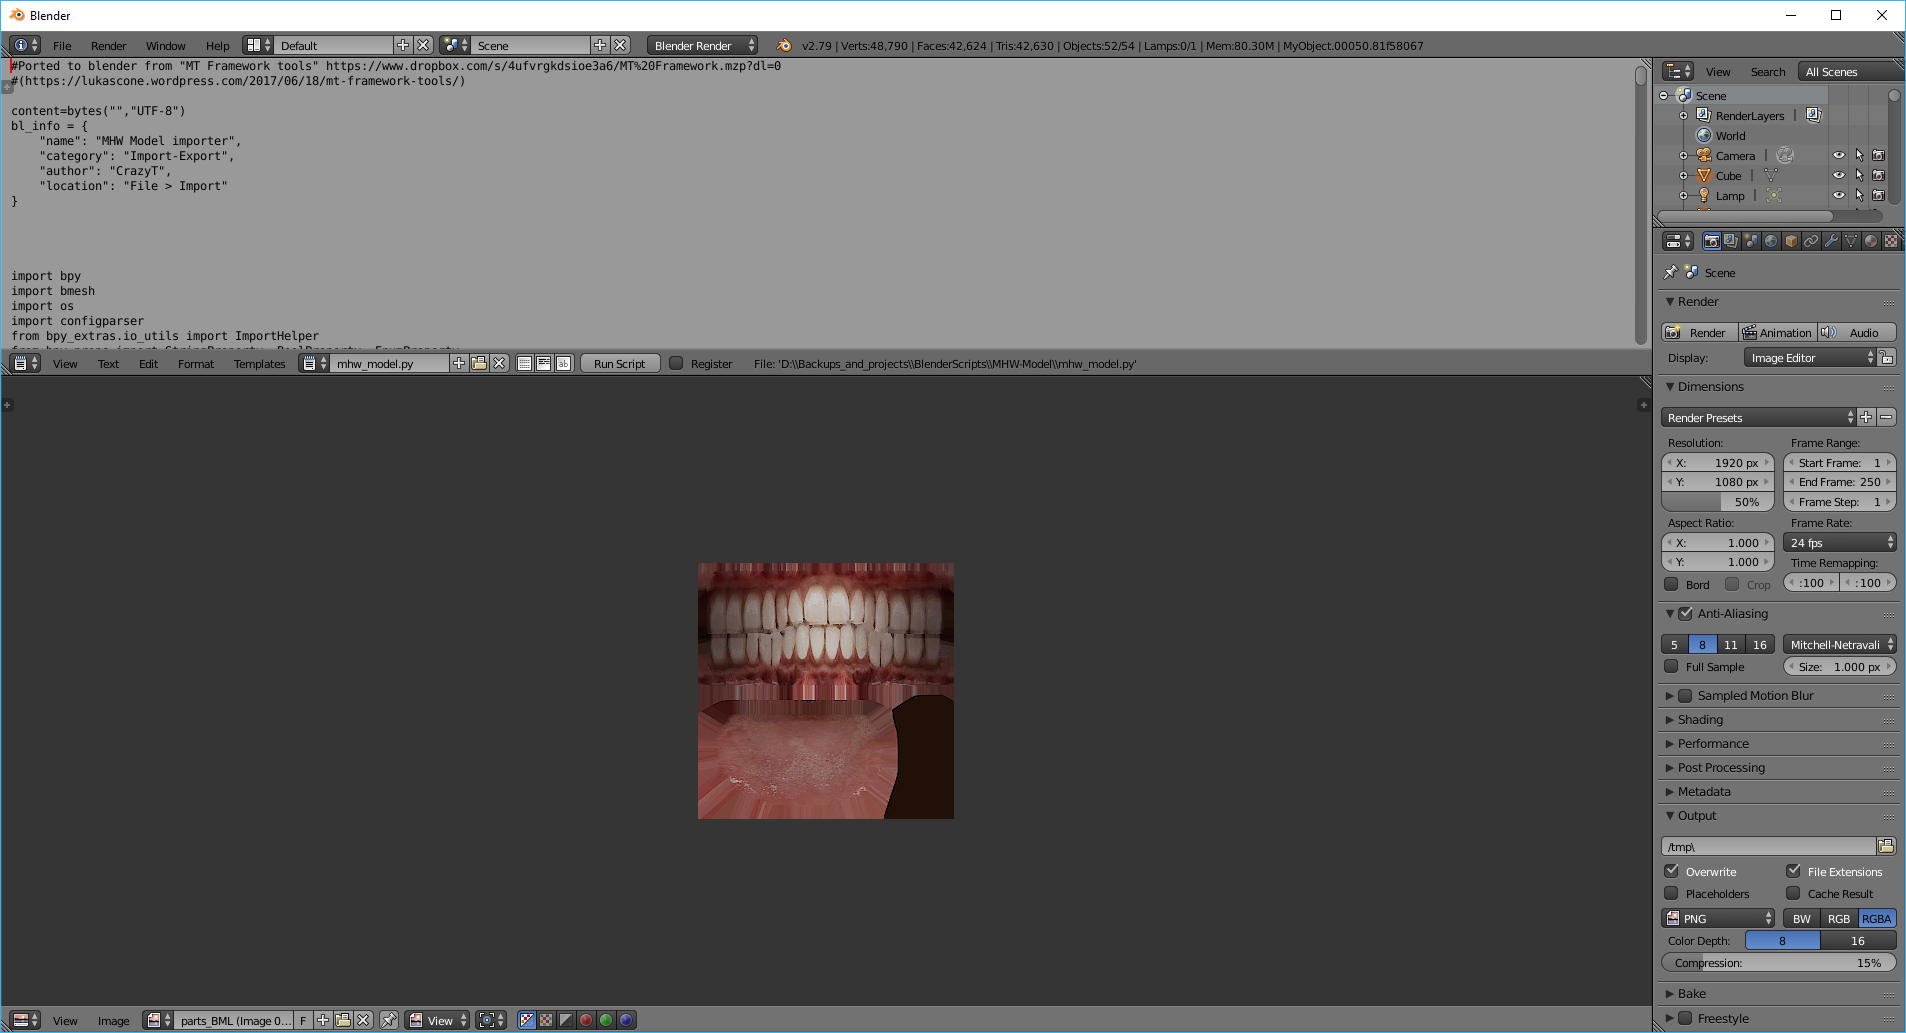 Blender
File Render Window Help Default Scene Blender Render v2.79 | Verts:48,790 | Faces:42,624 | Tris:42,630 | Objects:52/54 | Lamps:0/1 | Mem:80.30M | MyObject.00050.81f58067
#Ported to blender from "MT Framework tools" https://www.dropbox.com/s/4ufvrgkdsioe3a6/MT%20Framework.mzp?dl=0
#(https://lukascone.wordpress.com/2017/06/18/mt-framework-tools/)
content=bytes("","UTF-8")
bl_info = {
"name": "MHW Model importer",
"category": "Import-Export",
"author": "CrazyT",
"location": "File > Import"
}
import bpy
import bmesh
import os
import configparser
from bpy_extras.io_utils import ImportHelper
View Text Edit Format Templates mhw_model.py Run Script Register File: 'D:\\Backups_and_projects\\BlenderScripts\\MHW-Model\\mhw_model.py'
View Image parts_BML (Image 0... F View
View Search All Scenes
Scene
RenderLayers |
World
Camera |
Cube |
Lamp |
Scene
Render
Render Animation Audio
Display: Image Editor
Dimensions
Render Presets
Resolution: Frame Range:
X: 1920 px Start Frame: 1
Y: 1080 px End Frame: 250
50% Frame Step: 1
Aspect Ratio: Frame Rate:
X: 1.000 24 fps
Y: 1.000 Time Remapping:
Bord Crop :100 :100
Anti-Aliasing
5 8 11 16 Mitchell-Netravali
Full Sample Size: 1.000 px
Sampled Motion Blur
Shading
Performance
Post Processing
Metadata
Output
/tmp\
Overwrite File Extensions
Placeholders Cache Result
PNG BW RGB RGBA
Color Depth: 8 16
Compression: 15%
Bake
Freestyle